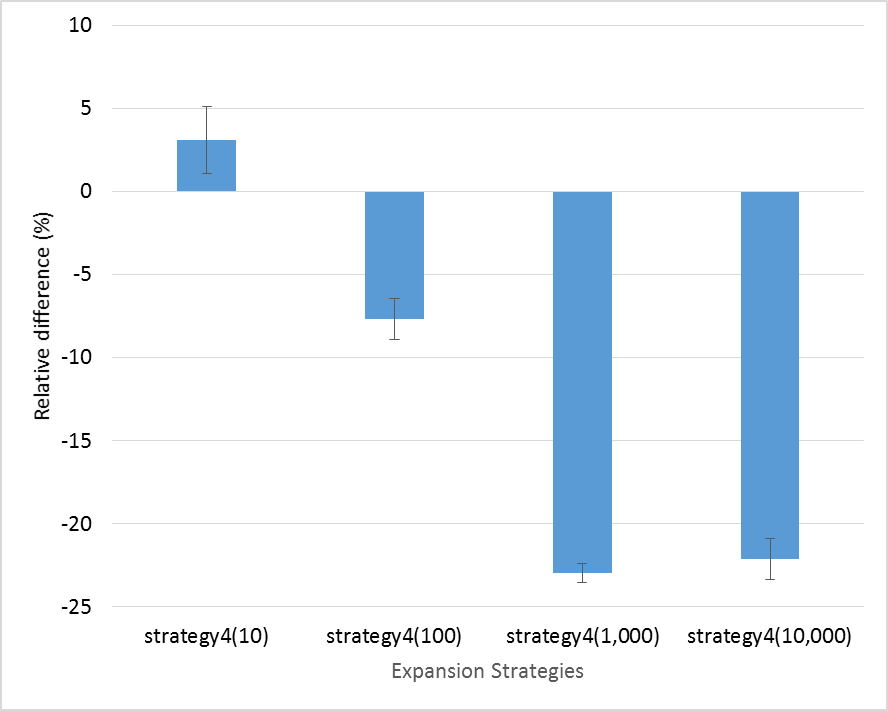 10
5
0
-5
-10
-15
-20
-25
Relative difference (%)
strategy4(10) strategy4(100) strategy4(1,000) strategy4(10,000)
Expansion Strategies